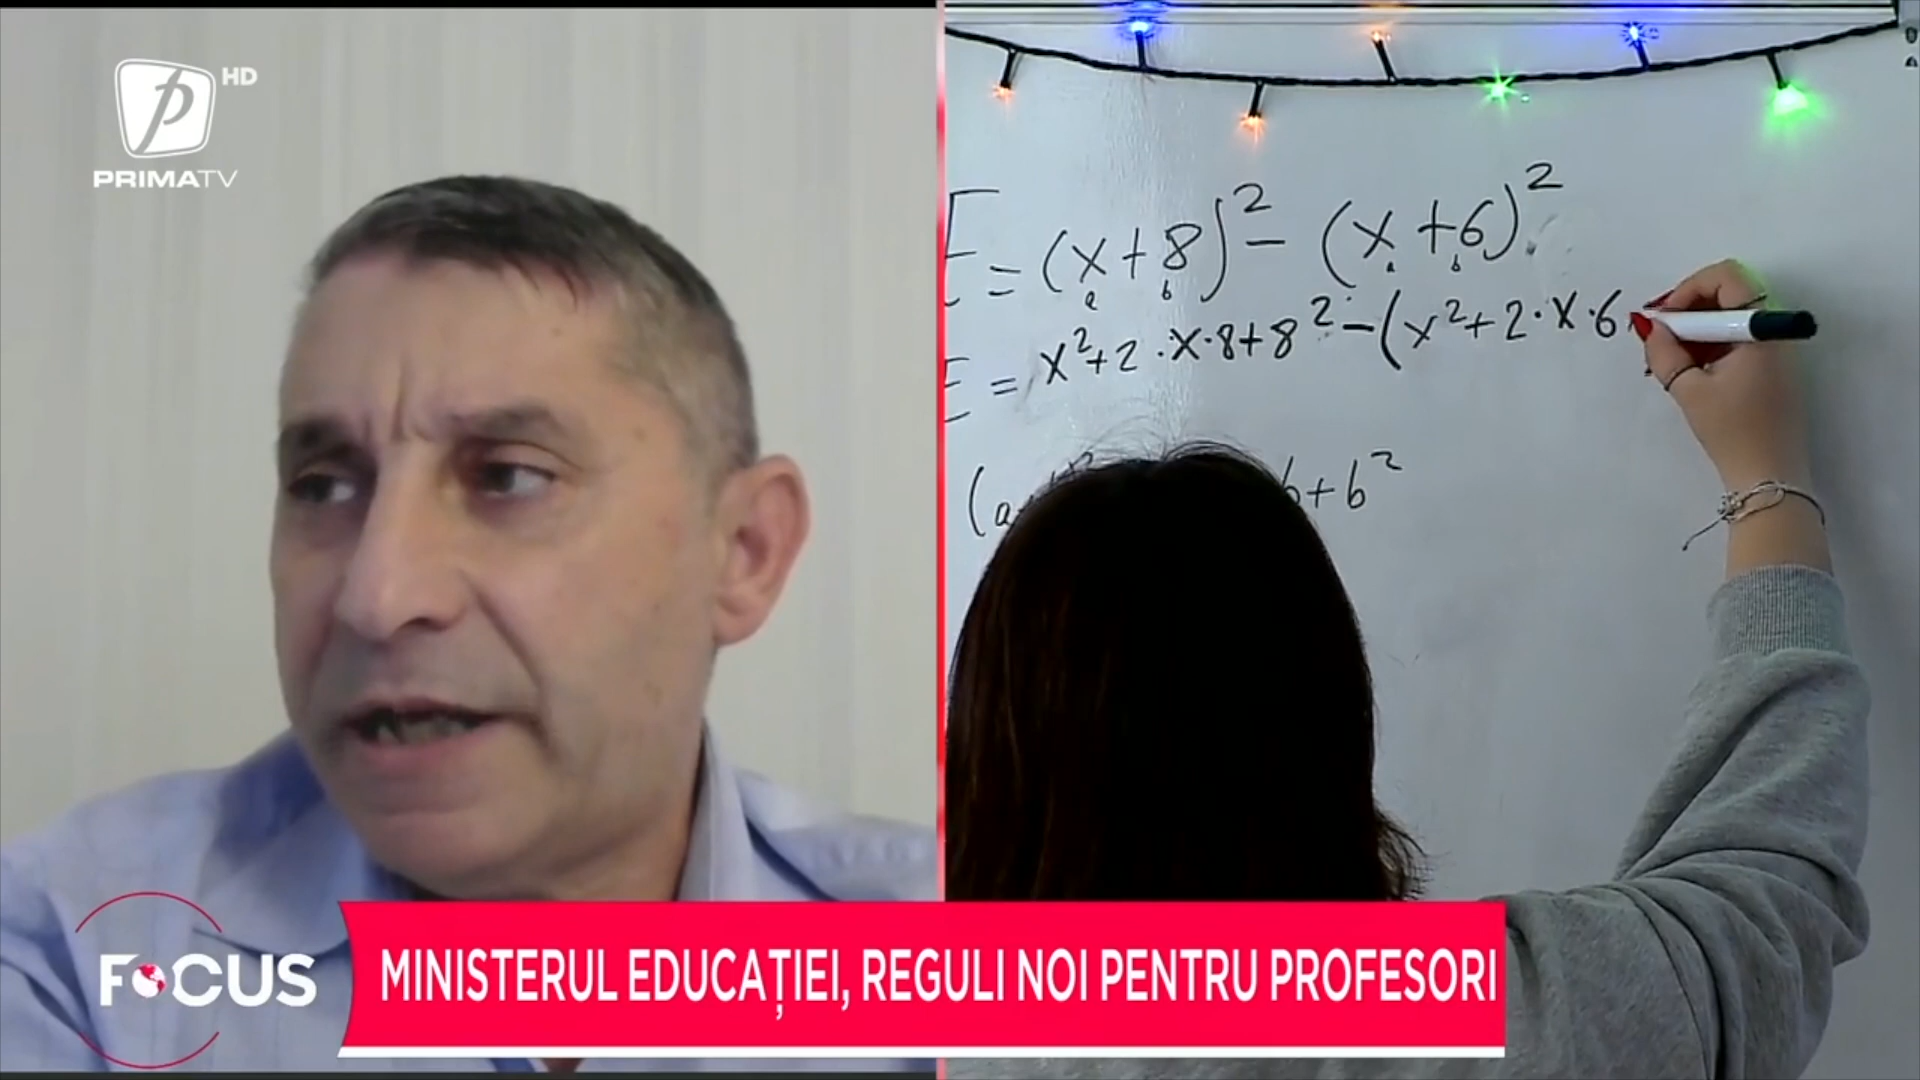 HD
PRIMATV
E = (x + 8)² - (x + 6)²
a b a b
E = x² + 2 · x · 8 + 8² - (x² + 2 · x · 6
(a b + b²
FOCUS
MINISTERUL EDUCAȚIEI, REGULI NOI PENTRU PROFESORI